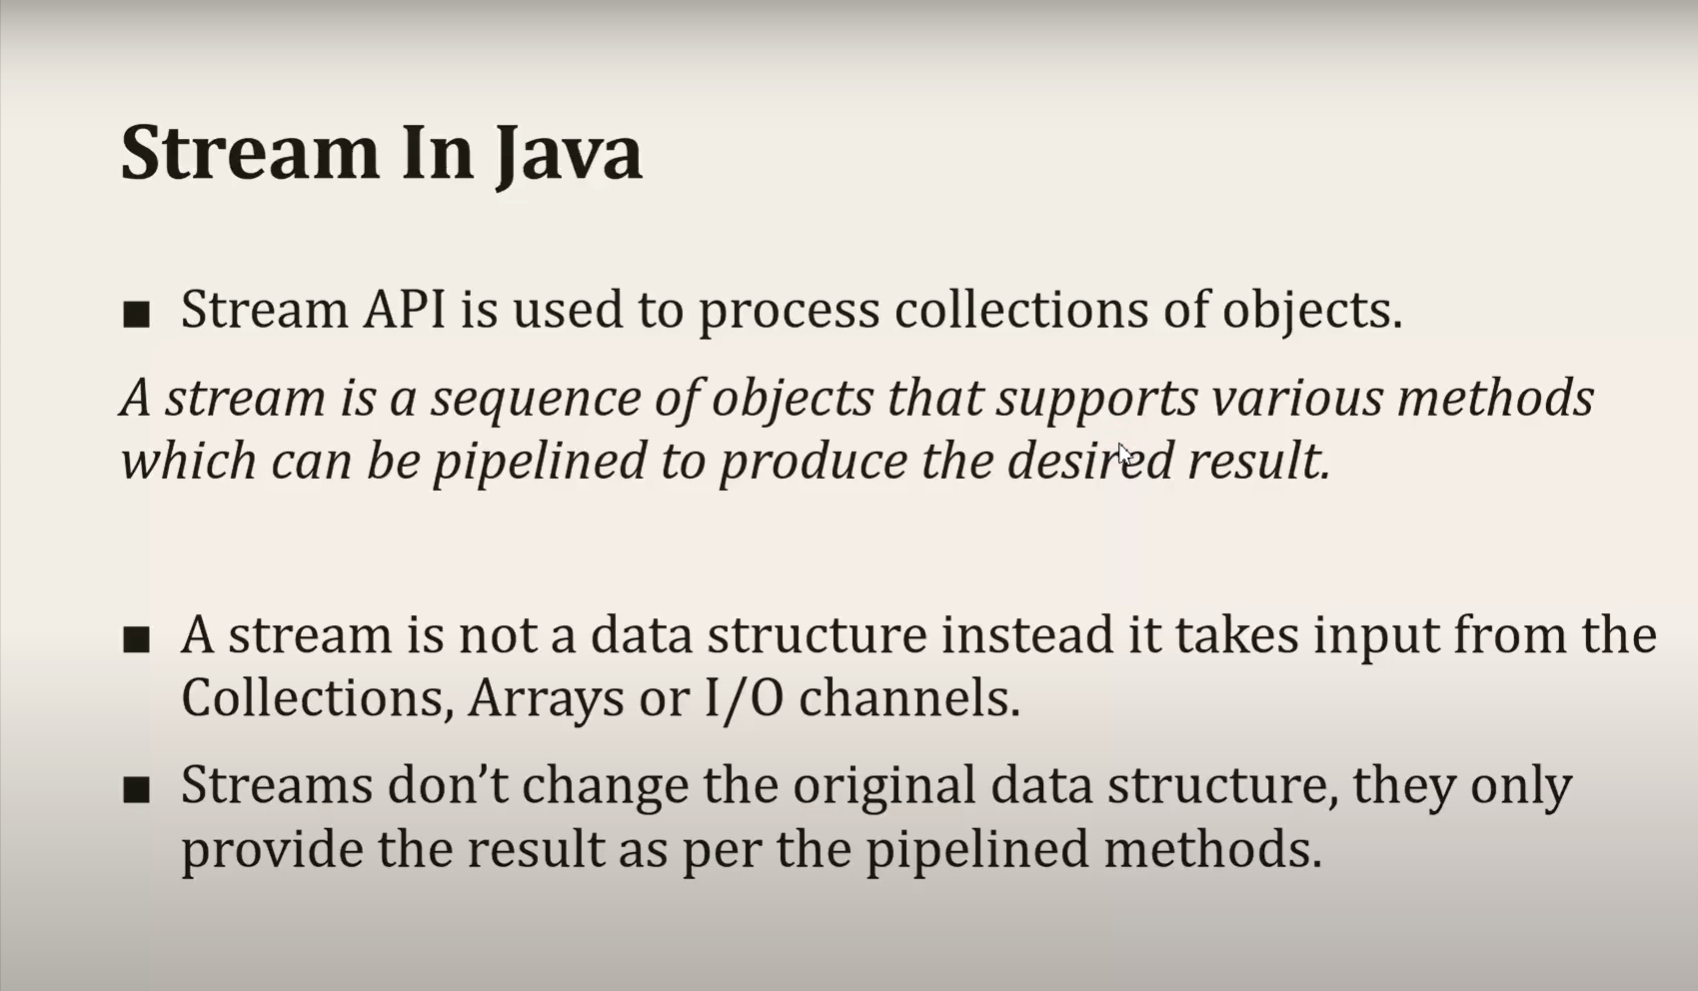 Stream In Java
■ Stream API is used to process collections of objects.
A stream is a sequence of objects that supports various methods
which can be pipelined to produce the desired result.
■ A stream is not a data structure instead it takes input from the
Collections, Arrays or I/O channels.
■ Streams don’t change the original data structure, they only
provide the result as per the pipelined methods.